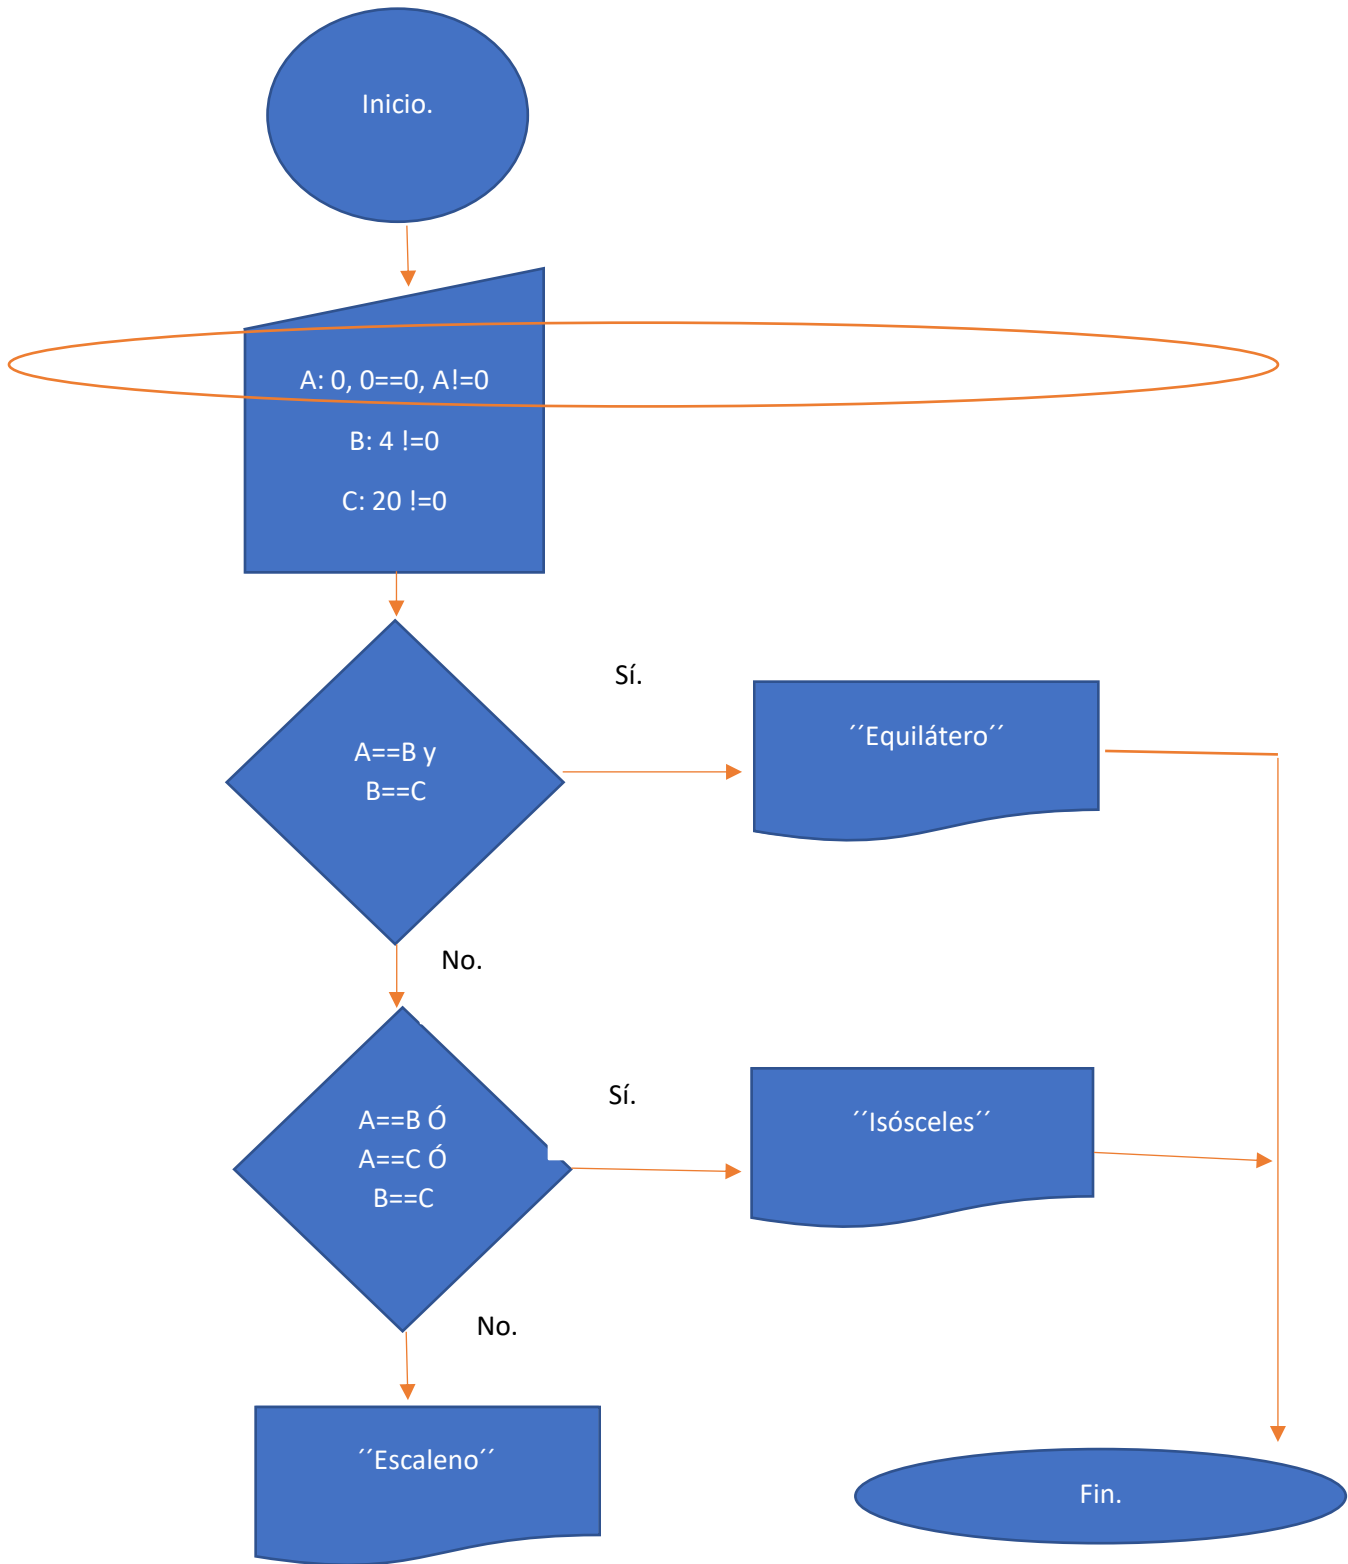 Inicio.
A: 0, 0==0, A!=0
B: 4 !=0
C: 20 !=0
Sí.
A==B y
B==C
´´Equilátero´´
No.
A==B Ó
A==C Ó
B==C
Sí.
´´Isósceles´´
No.
´´Escaleno´´
Fin.